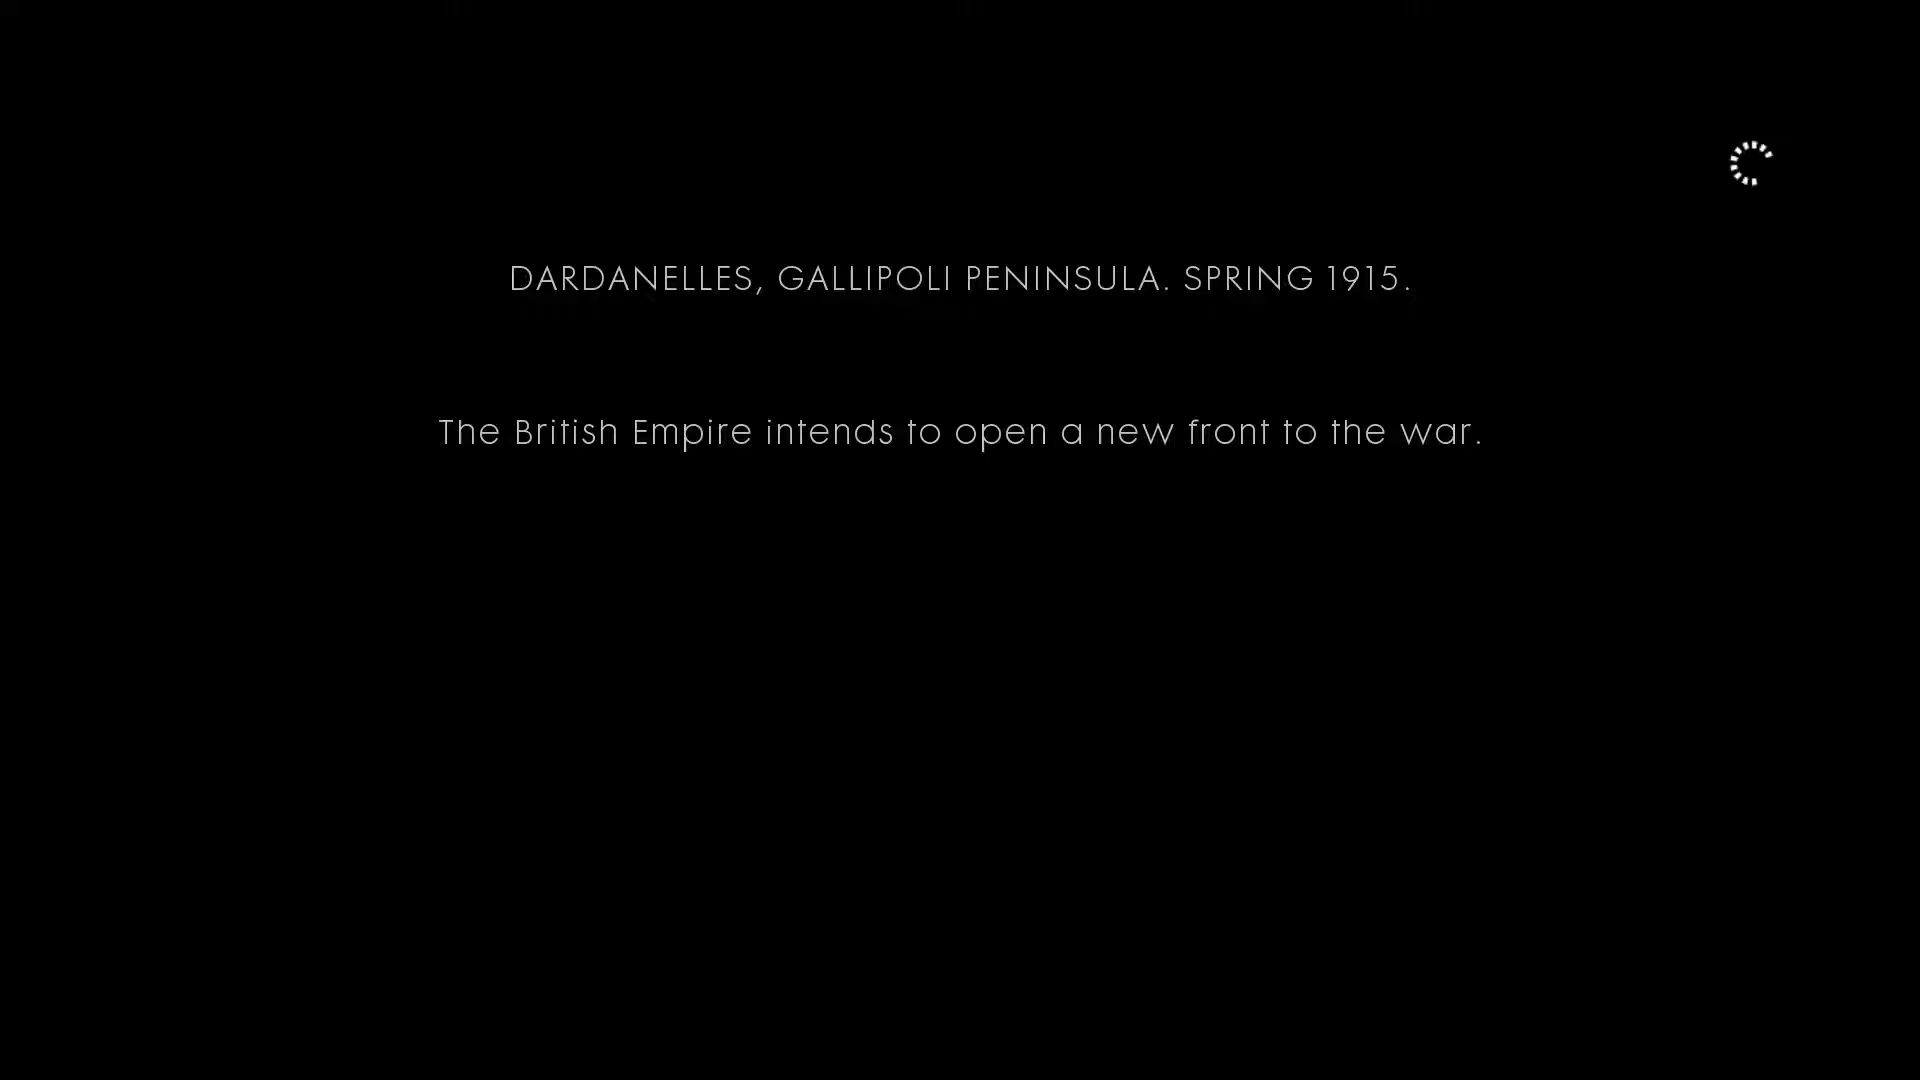 DARDANELLES, GALLIPOLI PENINSULA. SPRING 1915.
The British Empire intends to open a new front to the war.